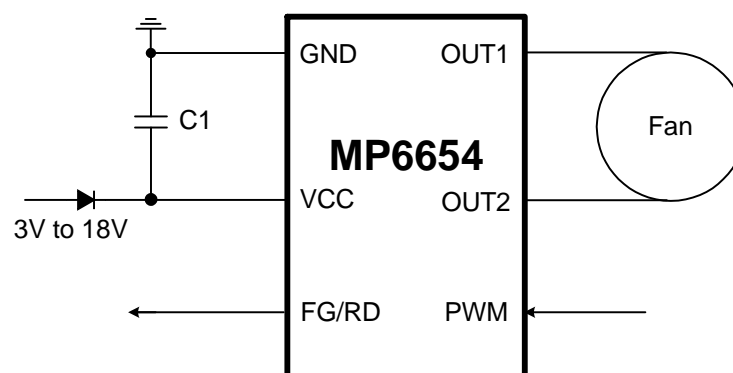 GND
OUT1
C1
Fan
MP6654
VCC
OUT2
3V to 18V
FG/RD
PWM